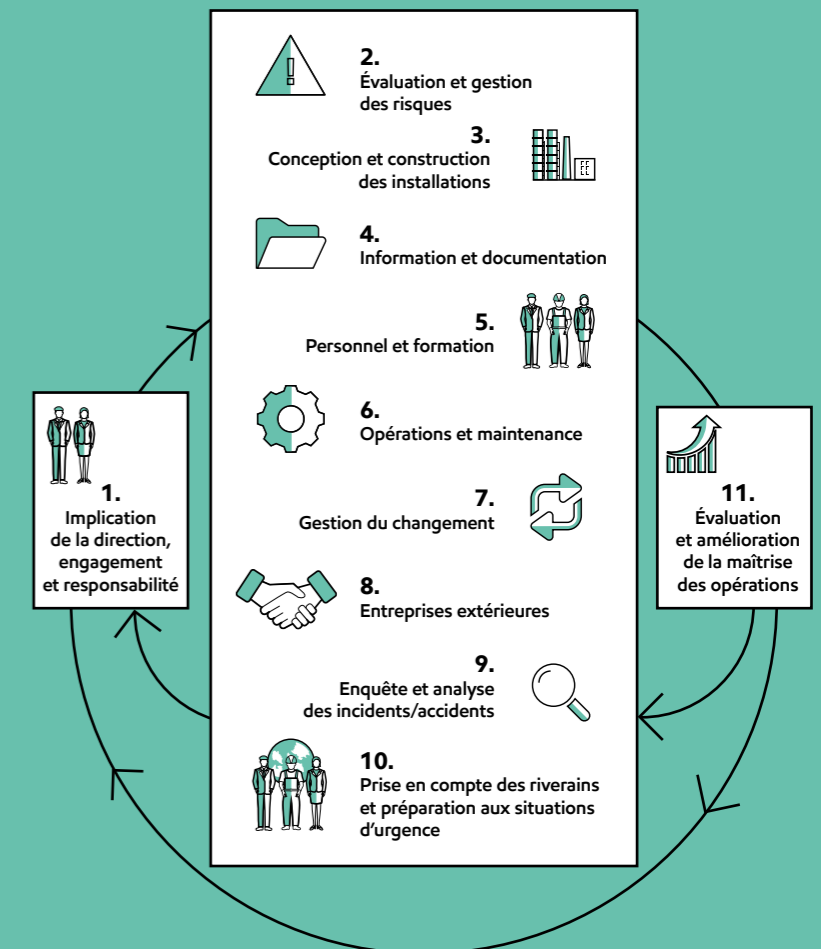 1.
Implication
de la direction,
engagement
et responsabilité
2.
Évaluation et gestion
des risques
3.
Conception et construction
des installations
4.
Information et documentation
5.
Personnel et formation
6.
Opérations et maintenance
7.
Gestion du changement
8.
Entreprises extérieures
9.
Enquête et analyse
des incidents/accidents
10.
Prise en compte des riverains
et préparation aux situations
d'urgence
11.
Évaluation
et amélioration
de la maîtrise
des opérations